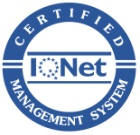 CERTIFIED
IQNet
MANAGEMENT SYSTEM